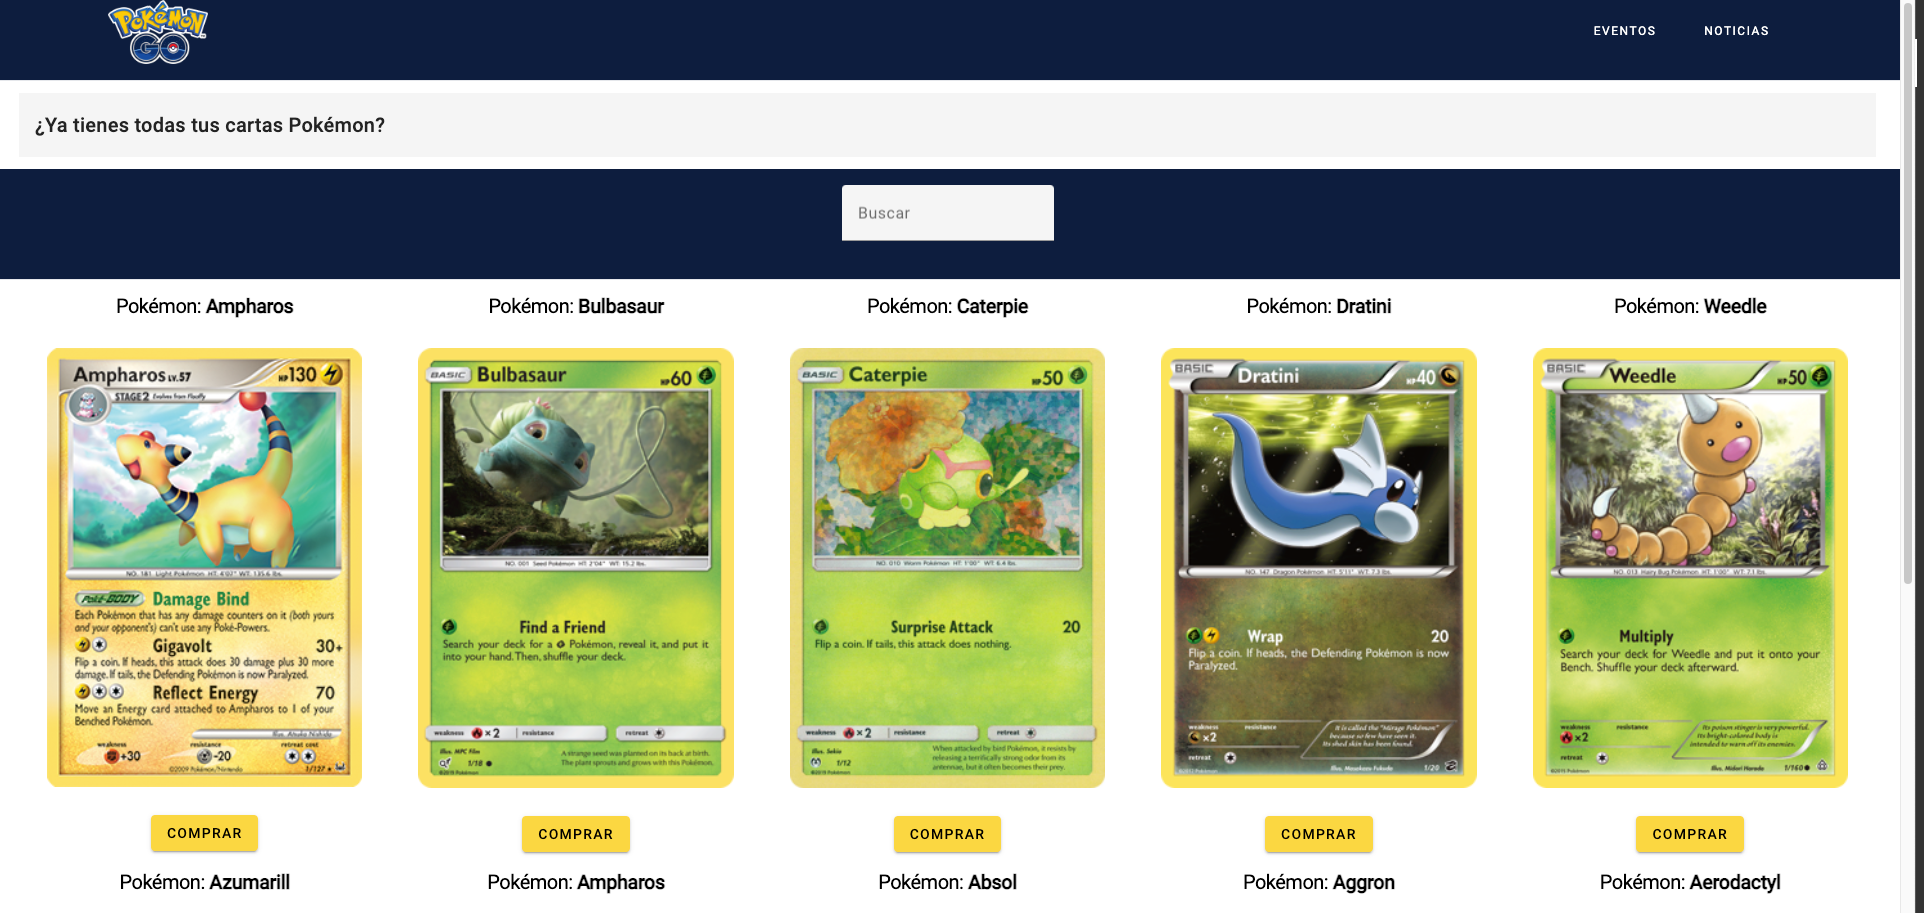 POKÉMON
GO
EVENTOS
NOTICIAS
¿Ya tienes todas tus cartas Pokémon?
Buscar
Pokémon: Ampharos
Pokémon: Bulbasaur
Pokémon: Caterpie
Pokémon: Dratini
Pokémon: Weedle
Ampharos LV.57 HP130
STAGE2 Evolves from Flaaffy
NO. 181 Light Pokémon HT: 4'07" WT: 135.6 lbs.
Poké-BODY Damage Bind
Each Pokémon that has any damage counters on it (both yours
and your opponent's) can't use any Poké-Powers.
Gigavolt 30+
Flip a coin. If heads, this attack does 30 damage plus 30 more
damage. If tails, the Defending Pokémon is now Paralyzed.
Reflect Energy 70
Move an Energy card attached to Ampharos to 1 of your
Benched Pokémon.
Illus. Atsuko Nishida
weakness resistance retreat cost
+30 -20
©2009 Pokémon/Nintendo 1/127
BASIC Bulbasaur HP60
NO. 001 Seed Pokémon HT: 2'04" WT: 15.2 lbs.
Find a Friend
Search your deck for a Pokémon, reveal it, and put it
into your hand. Then, shuffle your deck.
weakness ×2 resistance retreat
Illus. MPC Film
1/18
A strange seed was planted on its back at birth.
The plant sprouts and grows with this Pokémon.
BASIC Caterpie HP50
NO. 010 Worm Pokémon HT: 1'00" WT: 6.4 lbs.
Surprise Attack 20
Flip a coin. If tails, this attack does nothing.
weakness ×2 resistance retreat
1/12
When attacked by bird Pokémon, it resists by
releasing a terrifically strong odor from its
antennae, but it often becomes their prey.
BASIC Dratini HP40
NO. 147 Dragon Pokémon HT: 5'11" WT: 7.3 lbs.
Wrap 20
Flip a coin. If heads, the Defending Pokémon is now
Paralyzed.
weakness resistance
×2
retreat
It is called the "Mirage Pokémon"
because so few have seen it.
Its shed skin has been found.
Illus. Masakazu Fukuda 1/20
BASIC Weedle HP50
NO. 013 Hairy Bug Pokémon HT: 1'00" WT: 7.1 lbs.
Multiply
Search your deck for Weedle and put it onto your
Bench. Shuffle your deck afterward.
weakness resistance
×2
retreat
Its poison stinger is very powerful.
Its bright-colored body is
intended to warn off its enemies.
Illus. Midori Harada 1/160
COMPRAR
COMPRAR
COMPRAR
COMPRAR
COMPRAR
Pokémon: Azumarill
Pokémon: Ampharos
Pokémon: Absol
Pokémon: Aggron
Pokémon: Aerodactyl